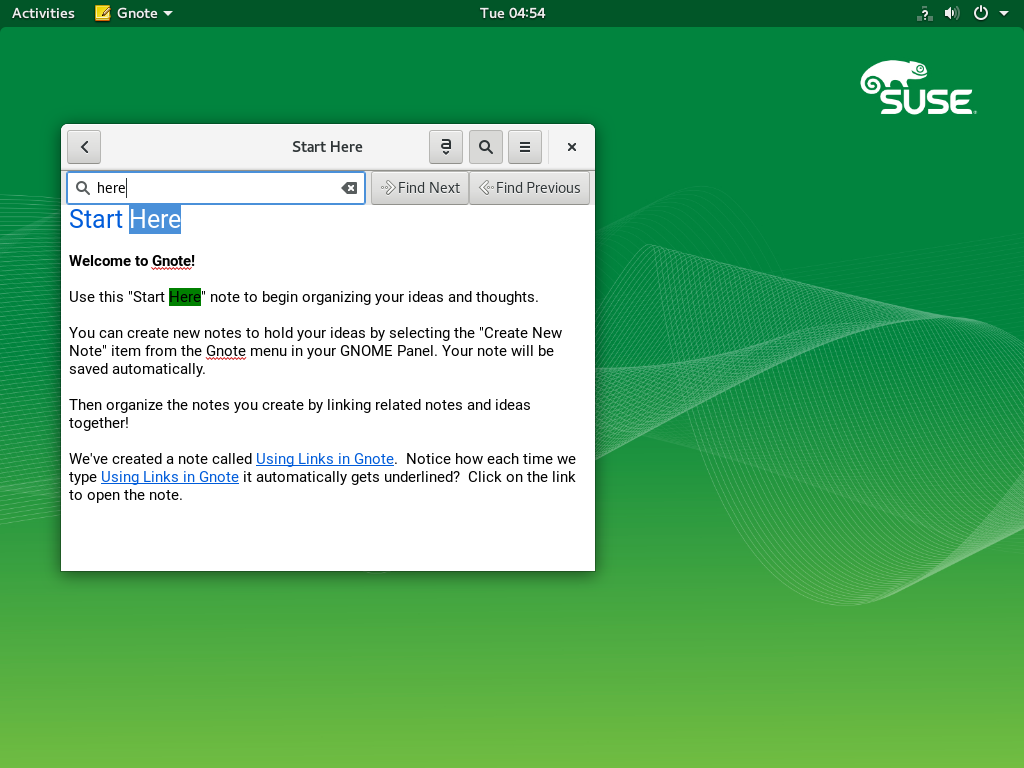 Activities Gnote Tue 04:54 ?
SUSE
Start Here a
here Find Next Find Previous
Start Here
Welcome to Gnote!
Use this "Start Here" note to begin organizing your ideas and thoughts.
You can create new notes to hold your ideas by selecting the "Create New
Note" item from the Gnote menu in your GNOME Panel. Your note will be
saved automatically.
Then organize the notes you create by linking related notes and ideas
together!
We've created a note called Using Links in Gnote.  Notice how each time we
type Using Links in Gnote it automatically gets underlined?  Click on the link
to open the note.